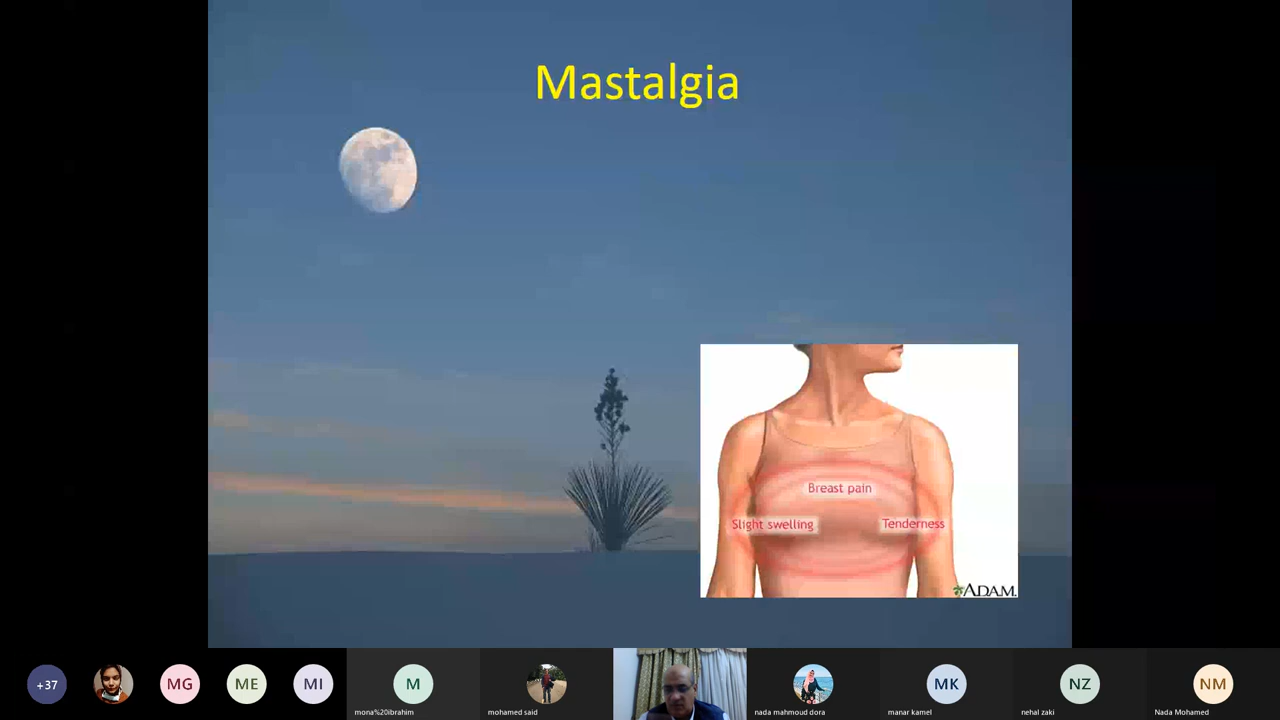 Mastalgia
Breast pain
Slight swelling
Tenderness
ADAM.
+37
MG
ME
MI
M
MK
NZ
NM
mona%20ibrahim
mohamed said
nada mahmoud dora
manar kamel
nehal zaki
Nada Mohamed